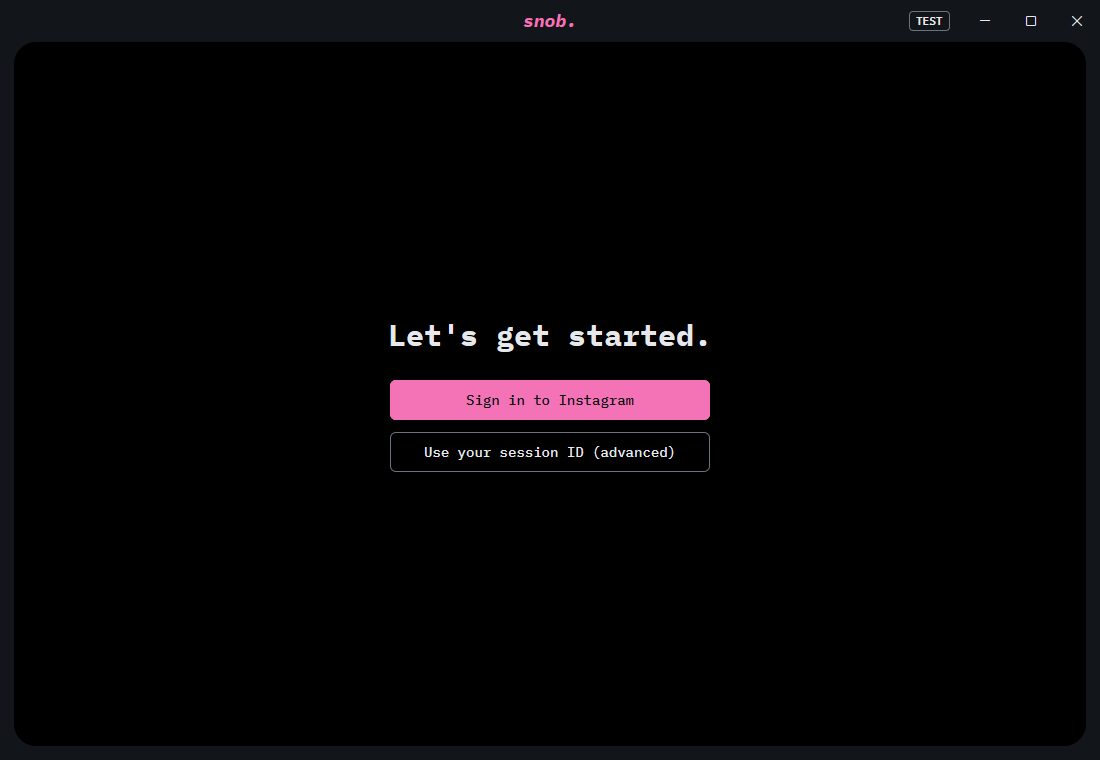 snob.
TEST
Let's get started.
Sign in to Instagram
Use your session ID (advanced)